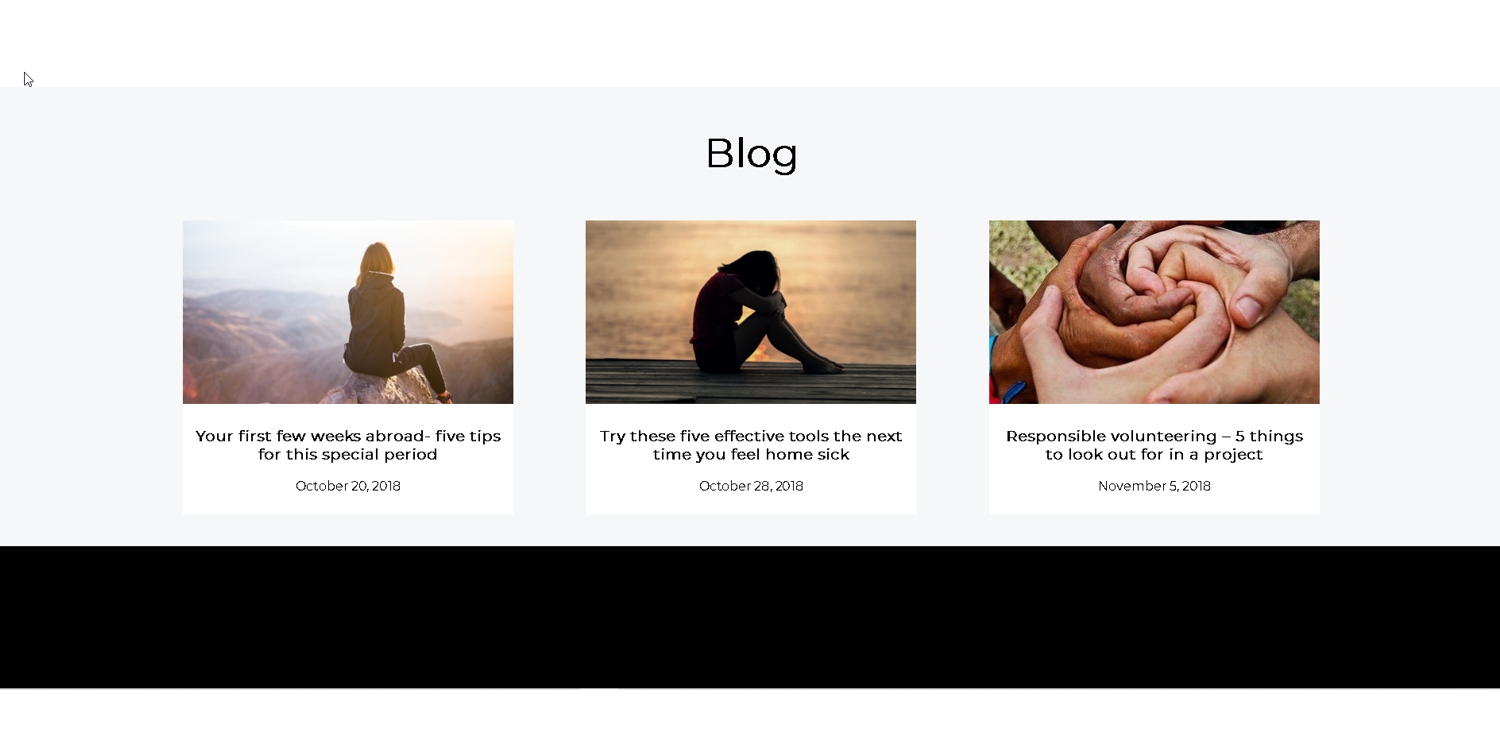 Blog
Your first few weeks abroad- five tips
for this special period
October 20, 2018
Try these five effective tools the next
time you feel home sick
October 28, 2018
Responsible volunteering – 5 things
to look out for in a project
November 5, 2018